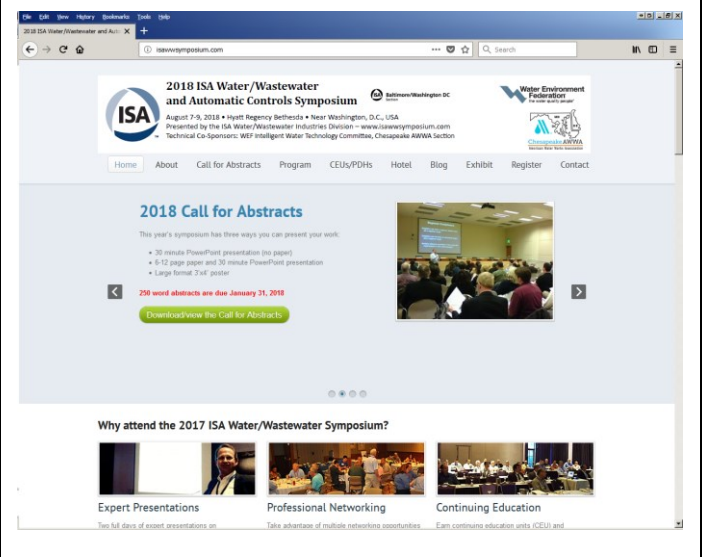 File Edit View History Bookmarks Tools Help
2018 ISA Water/Wastewater and Auto
isawwsymposium.com
Search
2018 ISA Water/Wastewater
and Automatic Controls Symposium
August 7-9, 2018 • Hyatt Regency Bethesda • Near Washington, D.C., USA
Presented by the ISA Water/Wastewater Industries Division – www.isawwsymposium.com
Technical Co-Sponsors: WEF Intelligent Water Technology Committee, Chesapeake AWWA Section
ISA
ISA Baltimore/Washington DC
Section
Water Environment
Federation
the water quality people
Chesapeake AWWA
Home About Call for Abstracts Program CEUs/PDHs Hotel Blog Exhibit Register Contact
2018 Call for Abstracts
This year's symposium has three ways you can present your work:
30 minute PowerPoint presentation (no paper)
6-12 page paper and 30 minute PowerPoint presentation
Large format 3'x4' poster
250 word abstracts are due January 31, 2018
Download/view the Call for Abstracts
Why attend the 2017 ISA Water/Wastewater Symposium?
Expert Presentations
Professional Networking
Continuing Education
Two full days of expert presentations on
Take advantage of multiple networking opportunities
Earn continuing education units (CEU) and